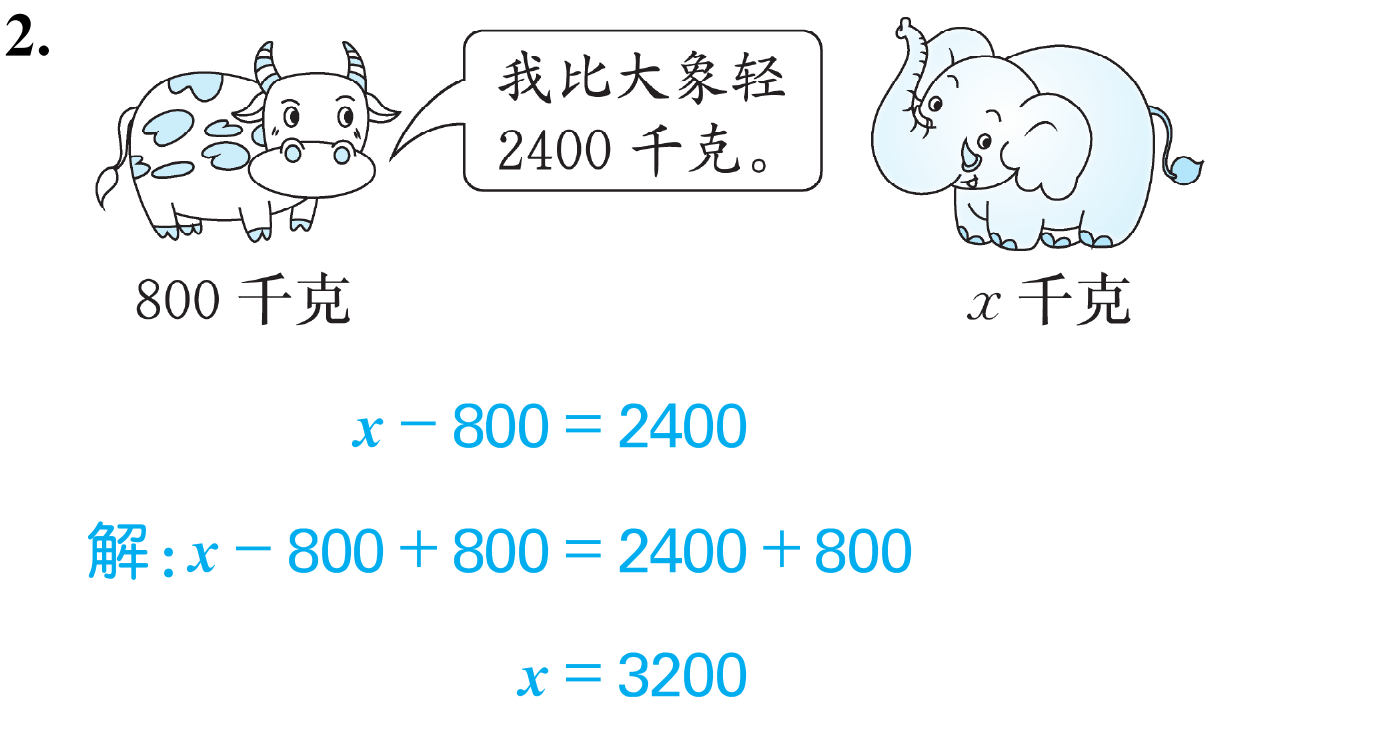 2.
我比大象轻
2400 千克。
800 千克
x 千克
x − 800 = 2400
解:x − 800 + 800 = 2400 + 800
x = 3200